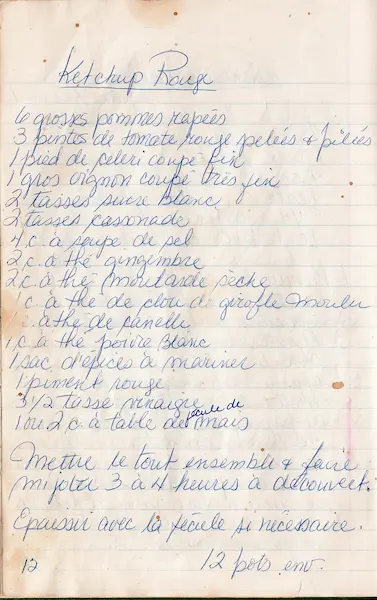 Ketchup Rouge
6 grosses pommes rapées
3 pintes de tomate rouge pelées & pilées
1 pied de peleri coupé fin
1 gros oignon coupé très fin
2 tasses sucre blanc
2 tasses cassonade
4 c. à soupe de sel
2 c. à thé gingimbre
2 c. à thé moutarde sèche
1 c. à thé de clou de girofle moulu
c. à thé de canelle
1 c. à thé poivre blanc
1 sac d'épices à mariner
1 piment rouge
3 1/2 tasse vinaigre
1 ou 2 c. à table de fécule de maïs
Mettre le tout ensemble & faire
mijoter 3 à 4 heures à découvert.
Épaissir avec la fécule si nécessaire.
12 12 pots env.